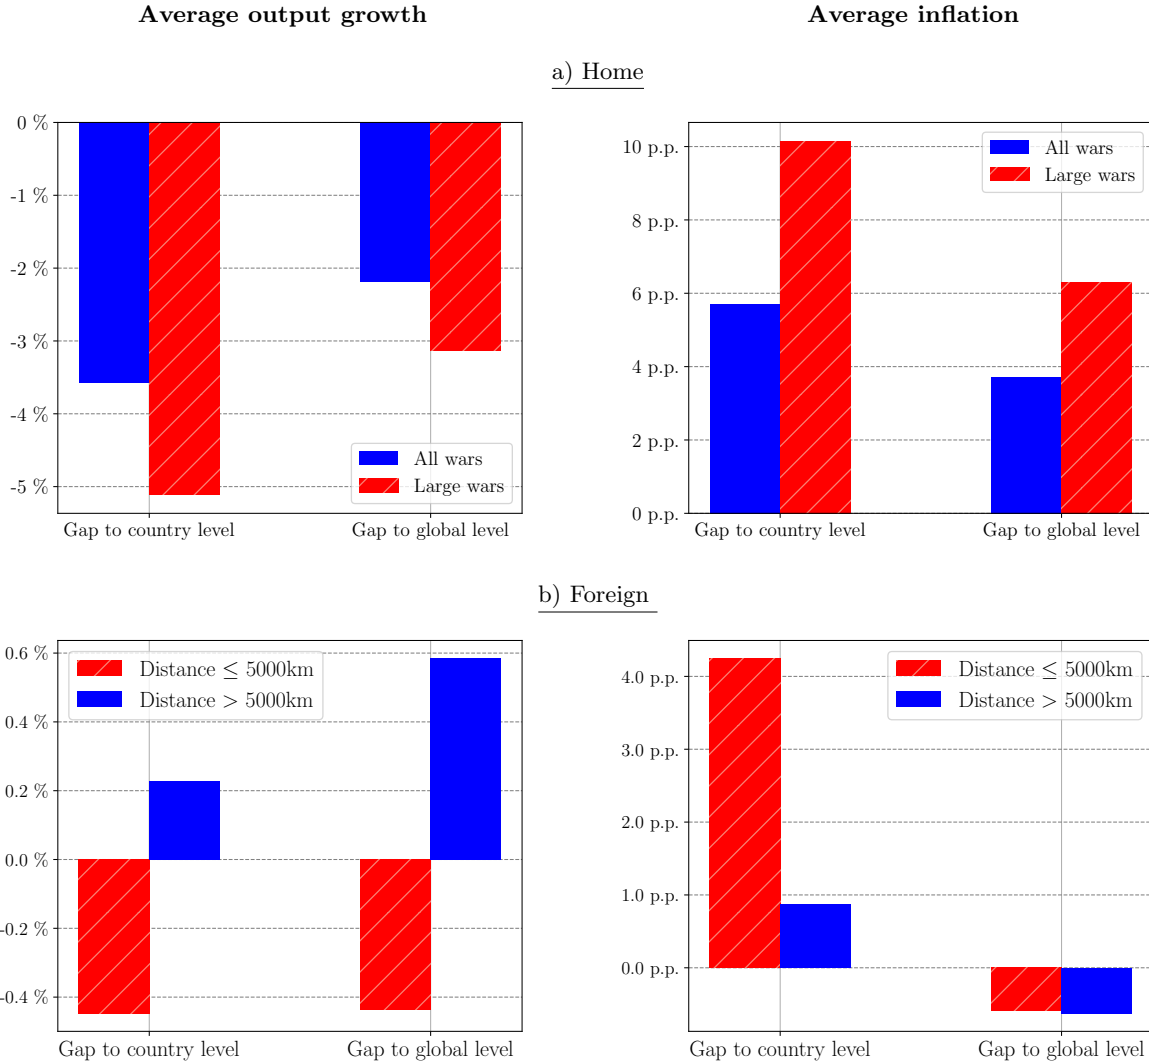 Average output growth
Average inflation
a) Home
0 %
-1 %
-2 %
-3 %
-4 %
-5 %
All wars
Large wars
Gap to country level
Gap to global level
10 p.p.
8 p.p.
6 p.p.
4 p.p.
2 p.p.
0 p.p.
All wars
Large wars
Gap to country level
Gap to global level
b) Foreign
0.6 %
0.4 %
0.2 %
0.0 %
-0.2 %
-0.4 %
Distance ≤ 5000km
Distance > 5000km
Gap to country level
Gap to global level
4.0 p.p.
3.0 p.p.
2.0 p.p.
1.0 p.p.
0.0 p.p.
Distance ≤ 5000km
Distance > 5000km
Gap to country level
Gap to global level